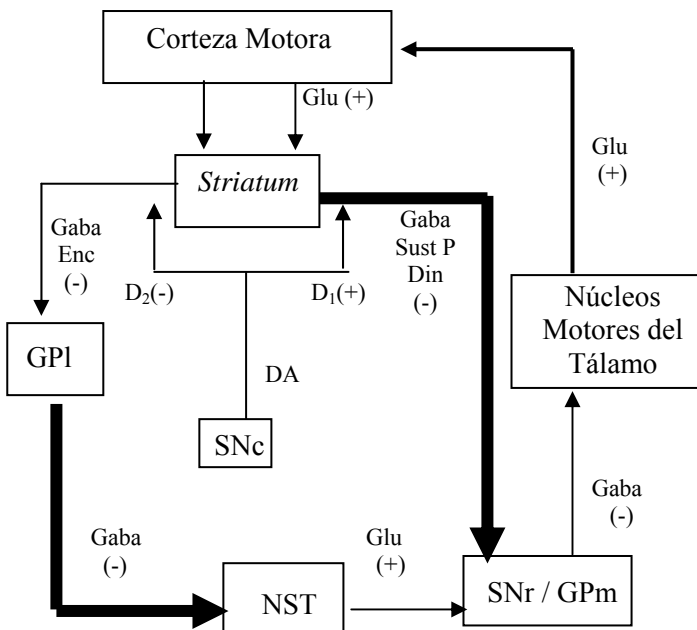 Corteza Motora
Glu (+)
Glu
(+)
Striatum
Gaba
Enc
(-)
Gaba
Sust P
Din
(-)
D₂(-)
D₁(+)
Núcleos
Motores del
Tálamo
GPl
DA
SNc
Gaba
(-)
Gaba
(-)
Glu
(+)
NST
SNr / GPm